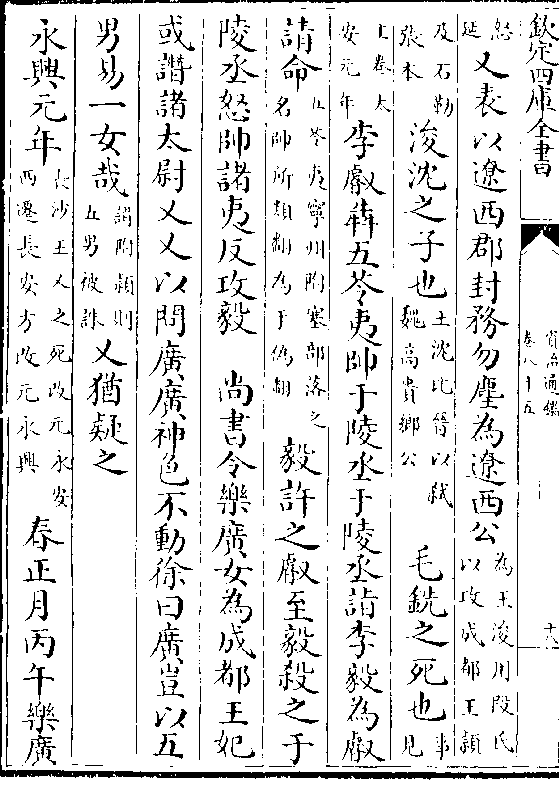 欽定四庫全書
資治通鑑
卷八十五
十六
怒延又表以遼西郡封務勿塵為遼西公為王浚用段氏以攻成都王穎
及石勒張本浚沈之子也王沈比晉以弒魏高貴鄉公毛銑之死也事見
上卷太安元年李叡犇五苓夷帥于陵丞于陵丞詣李毅為叡
請命五苓夷寧州附塞部落之名帥所類翻為于偽翻毅許之叡至毅殺之于
陵丞怒帥諸夷反攻毅 尚書令樂廣女為成都王妃
或譖諸太尉乂乂以問廣廣神色不動徐曰廣豈以五
男易一女哉謂附穎則五男被誅乂猶疑之
永興元年長沙王乂之死改元永安西遷長安方改元永興春正月丙午樂廣